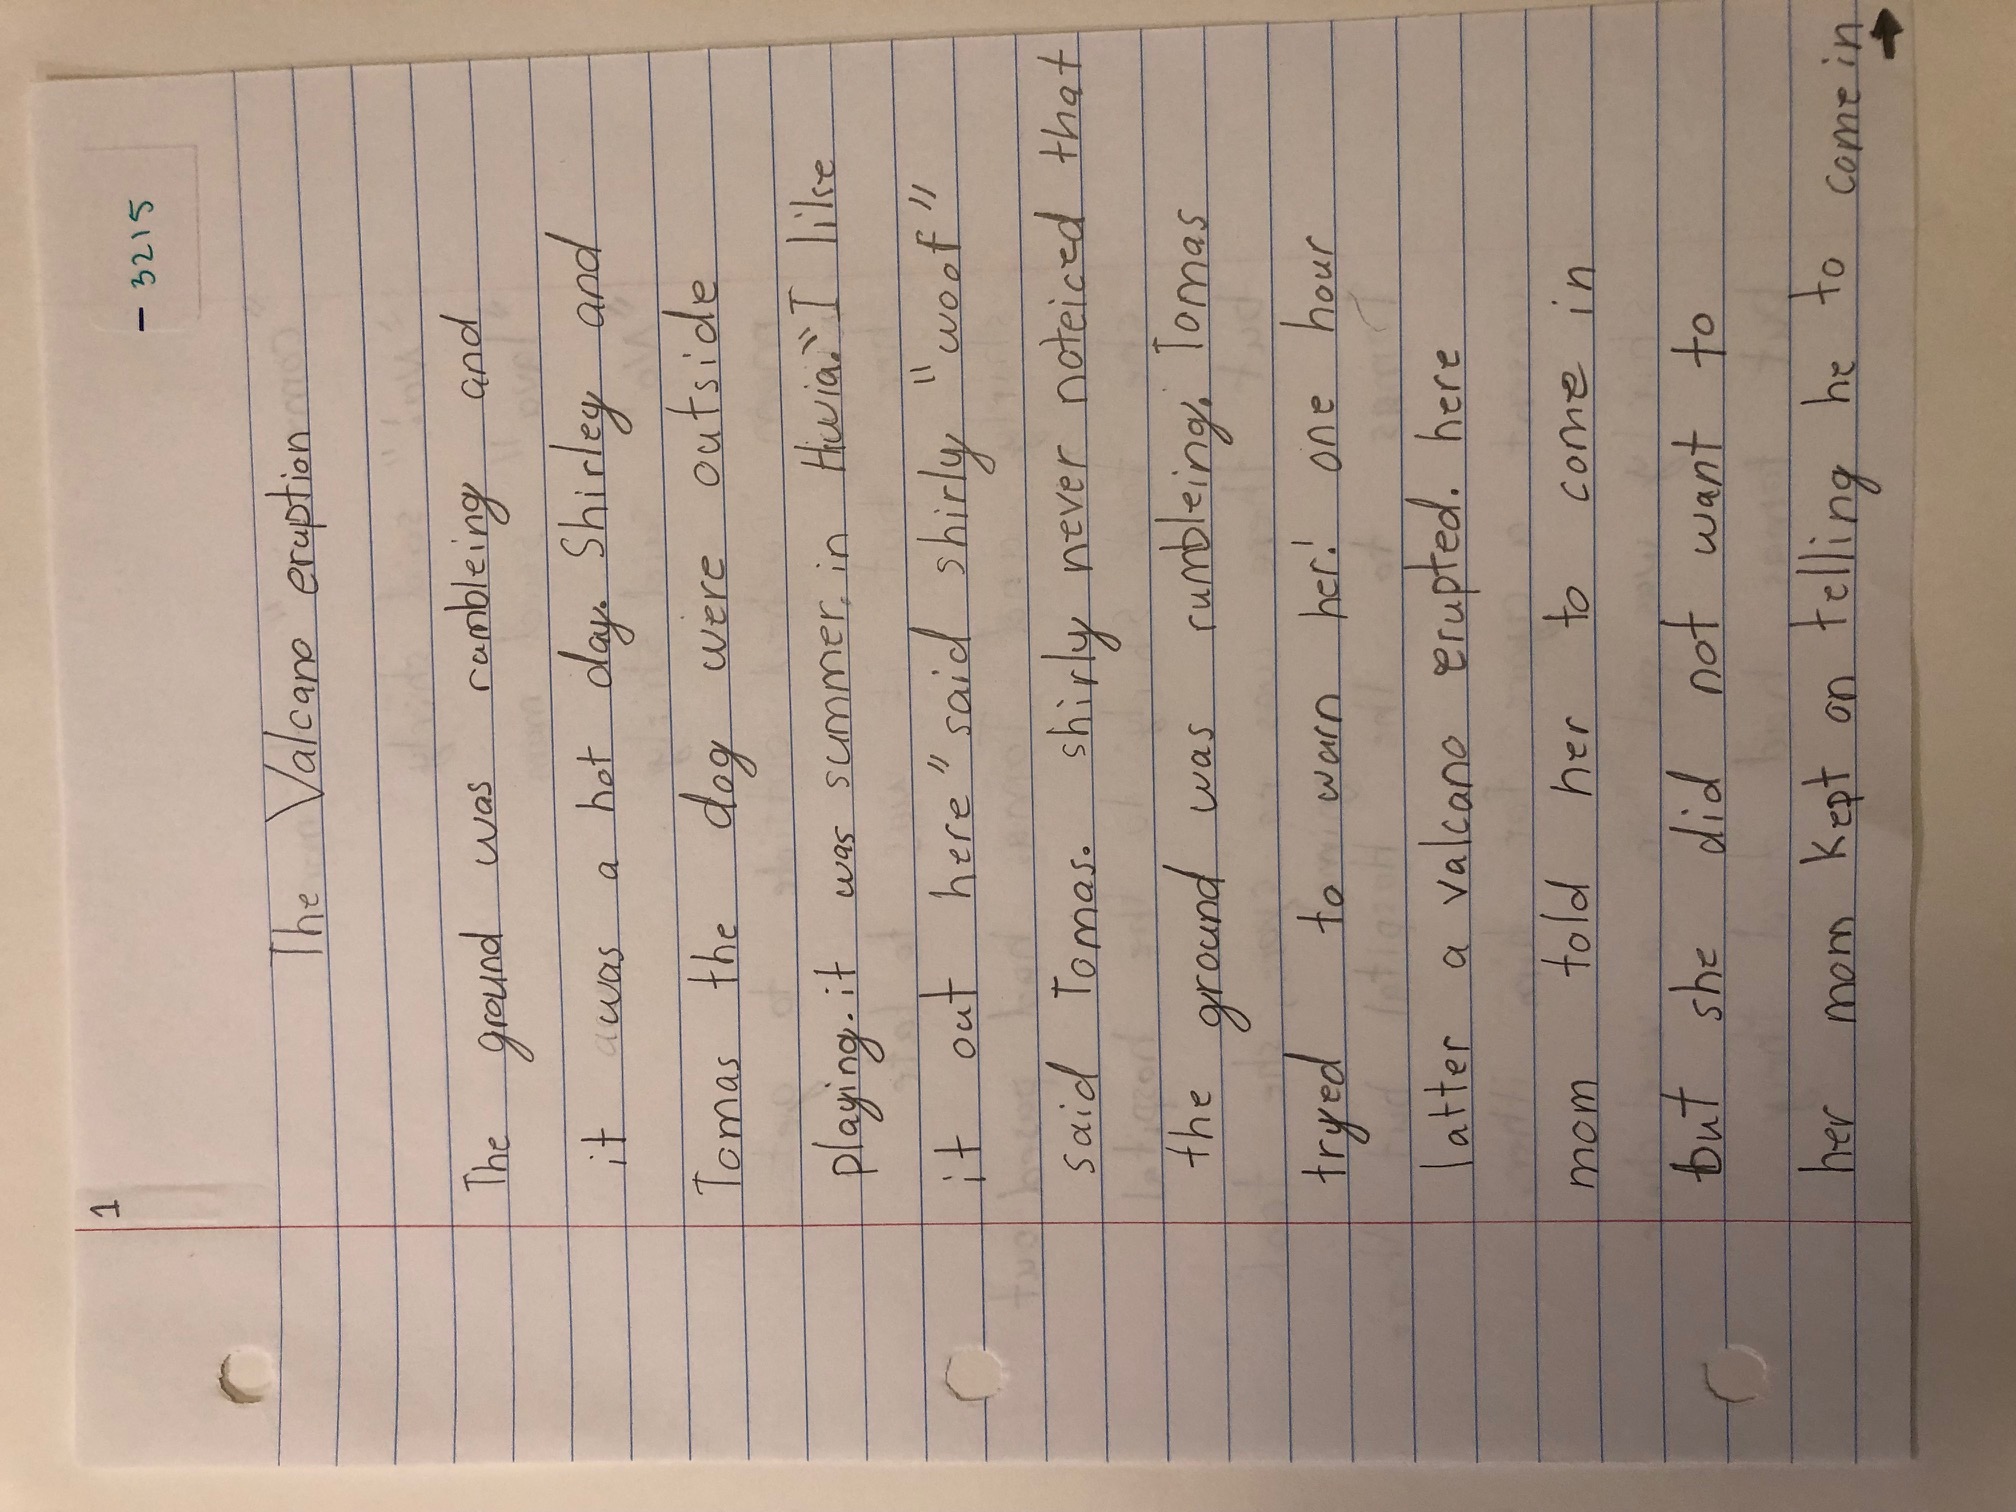 1
- 3215
The Valcano eruption
The ground was rumbleing and
it was a hot day. Shirley and
Tomas the dog were outside
playing. it was summer. in Hiwia. "I like
it out here" said shirly "woof"
said Tomas. shirly never noteiced that
the ground was rumbleing. Tomas
tryed to warn her! one hour
latter a valcano erupted. here
mom told her to come in
but she did not want to
her mom kept on telling he to come in